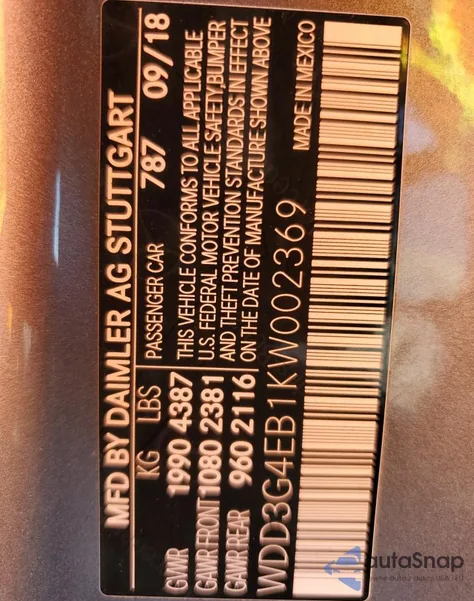 MFD BY DAIMLER AG STUTTGART
KG LBS PASSENGER CAR 787 09/18
GVWR 1990 4387 THIS VEHICLE CONFORMS TO ALL APPLICABLE
GAWR FRONT 1080 2381 U.S. FEDERAL MOTOR VEHICLE SAFETY, BUMPER
GAWR REAR 960 2116 AND THEFT PREVENTION STANDARDS IN EFFECT
ON THE DATE OF MANUFACTURE SHOWN ABOVE
WDD3G4EB1KW002369 MADE IN MEXICO
autaSnap